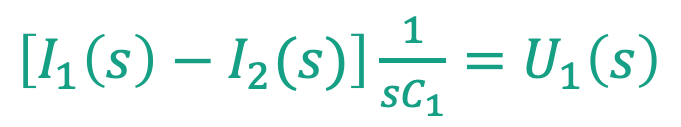 [I₁(s) − I₂(s)] 1/(sC₁) = U₁(s)